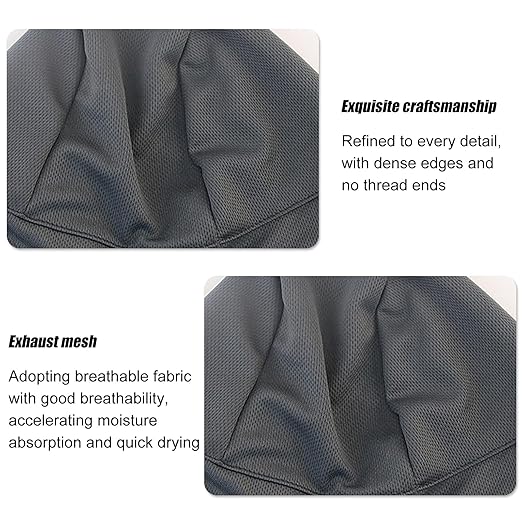 Exquisite craftsmanship
Refined to every detail,
with dense edges and
no thread ends
Exhaust mesh
Adopting breathable fabric
with good breathability,
accelerating moisture
absorption and quick drying